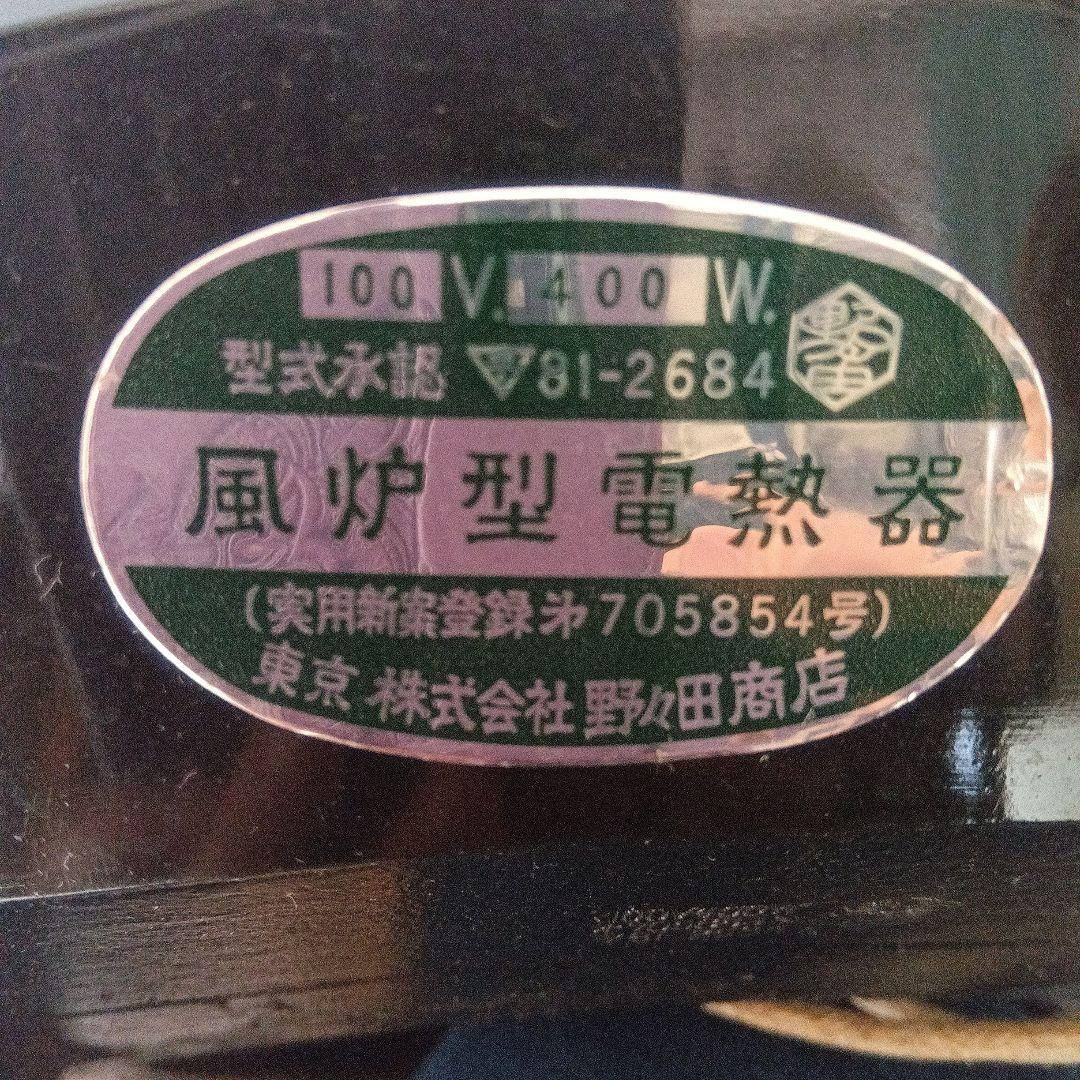 100 V. 400 W.
型式承認 81-2684
風炉型電熱器
(実用新案登録㐧705854号)
東京 株式会社 野々田商店